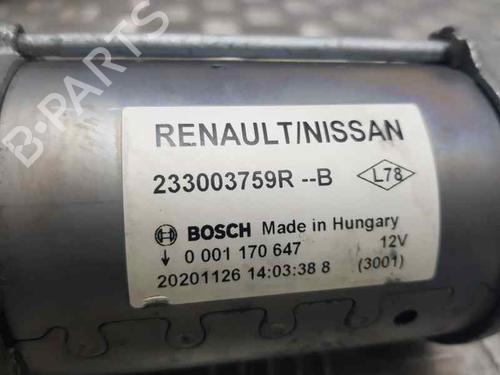 B-PARTS
RENAULT/NISSAN
233003759R --B L78
BOSCH Made in Hungary
0 001 170 647 12V
20201126 14:03:38 8 (3001)